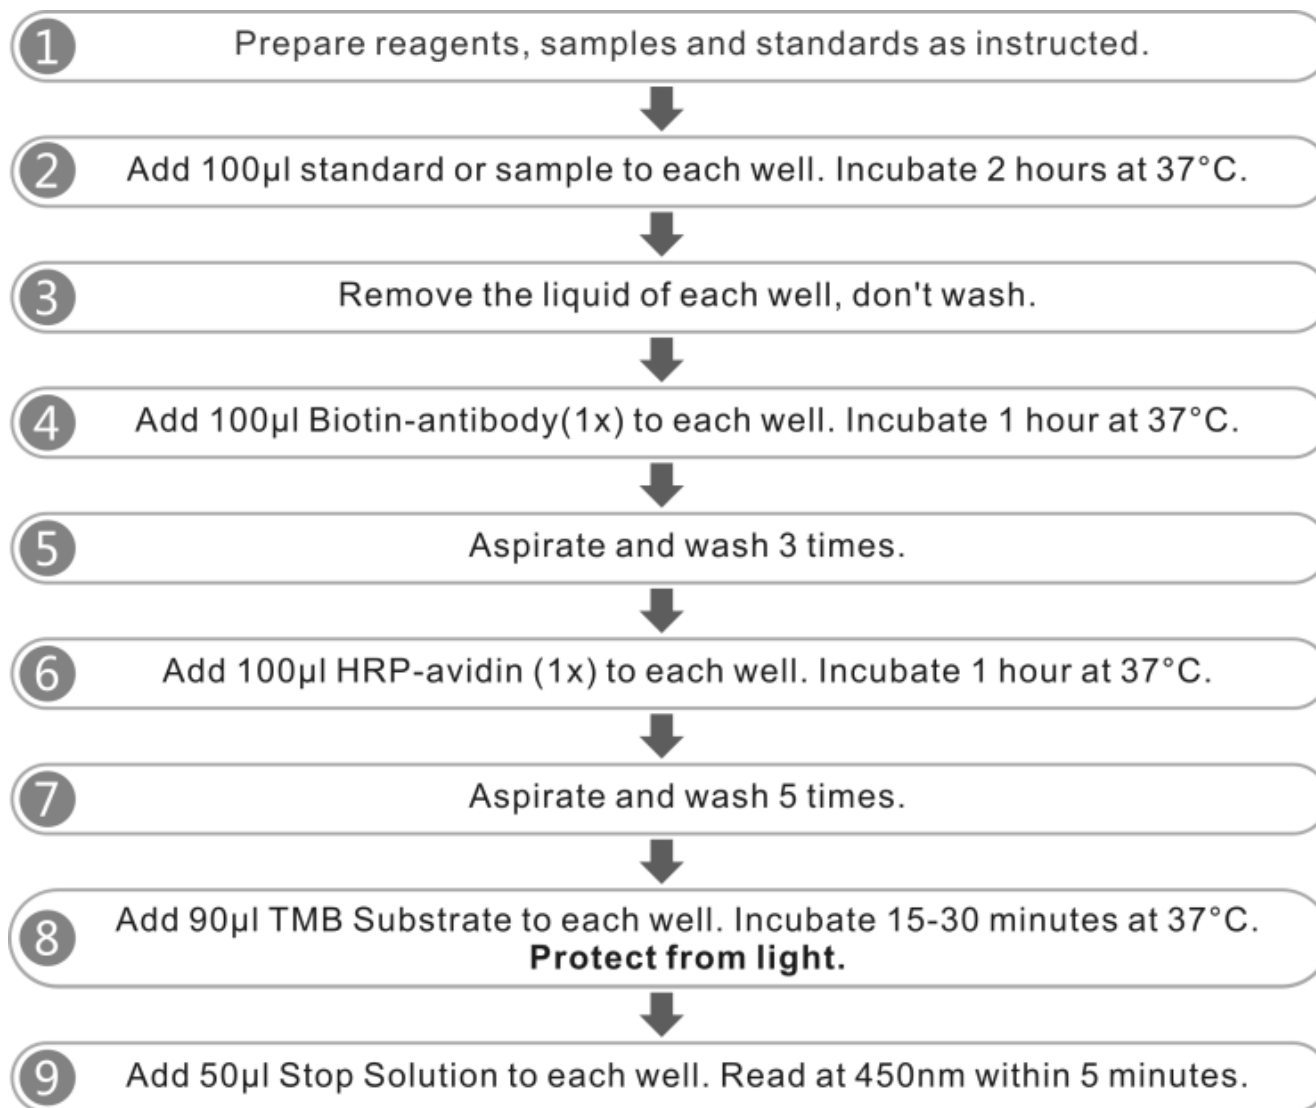 1 Prepare reagents, samples and standards as instructed.
2 Add 100µl standard or sample to each well. Incubate 2 hours at 37°C.
3 Remove the liquid of each well, don't wash.
4 Add 100µl Biotin-antibody(1x) to each well. Incubate 1 hour at 37°C.
5 Aspirate and wash 3 times.
6 Add 100µl HRP-avidin (1x) to each well. Incubate 1 hour at 37°C.
7 Aspirate and wash 5 times.
8 Add 90µl TMB Substrate to each well. Incubate 15-30 minutes at 37°C.
Protect from light.
9 Add 50µl Stop Solution to each well. Read at 450nm within 5 minutes.